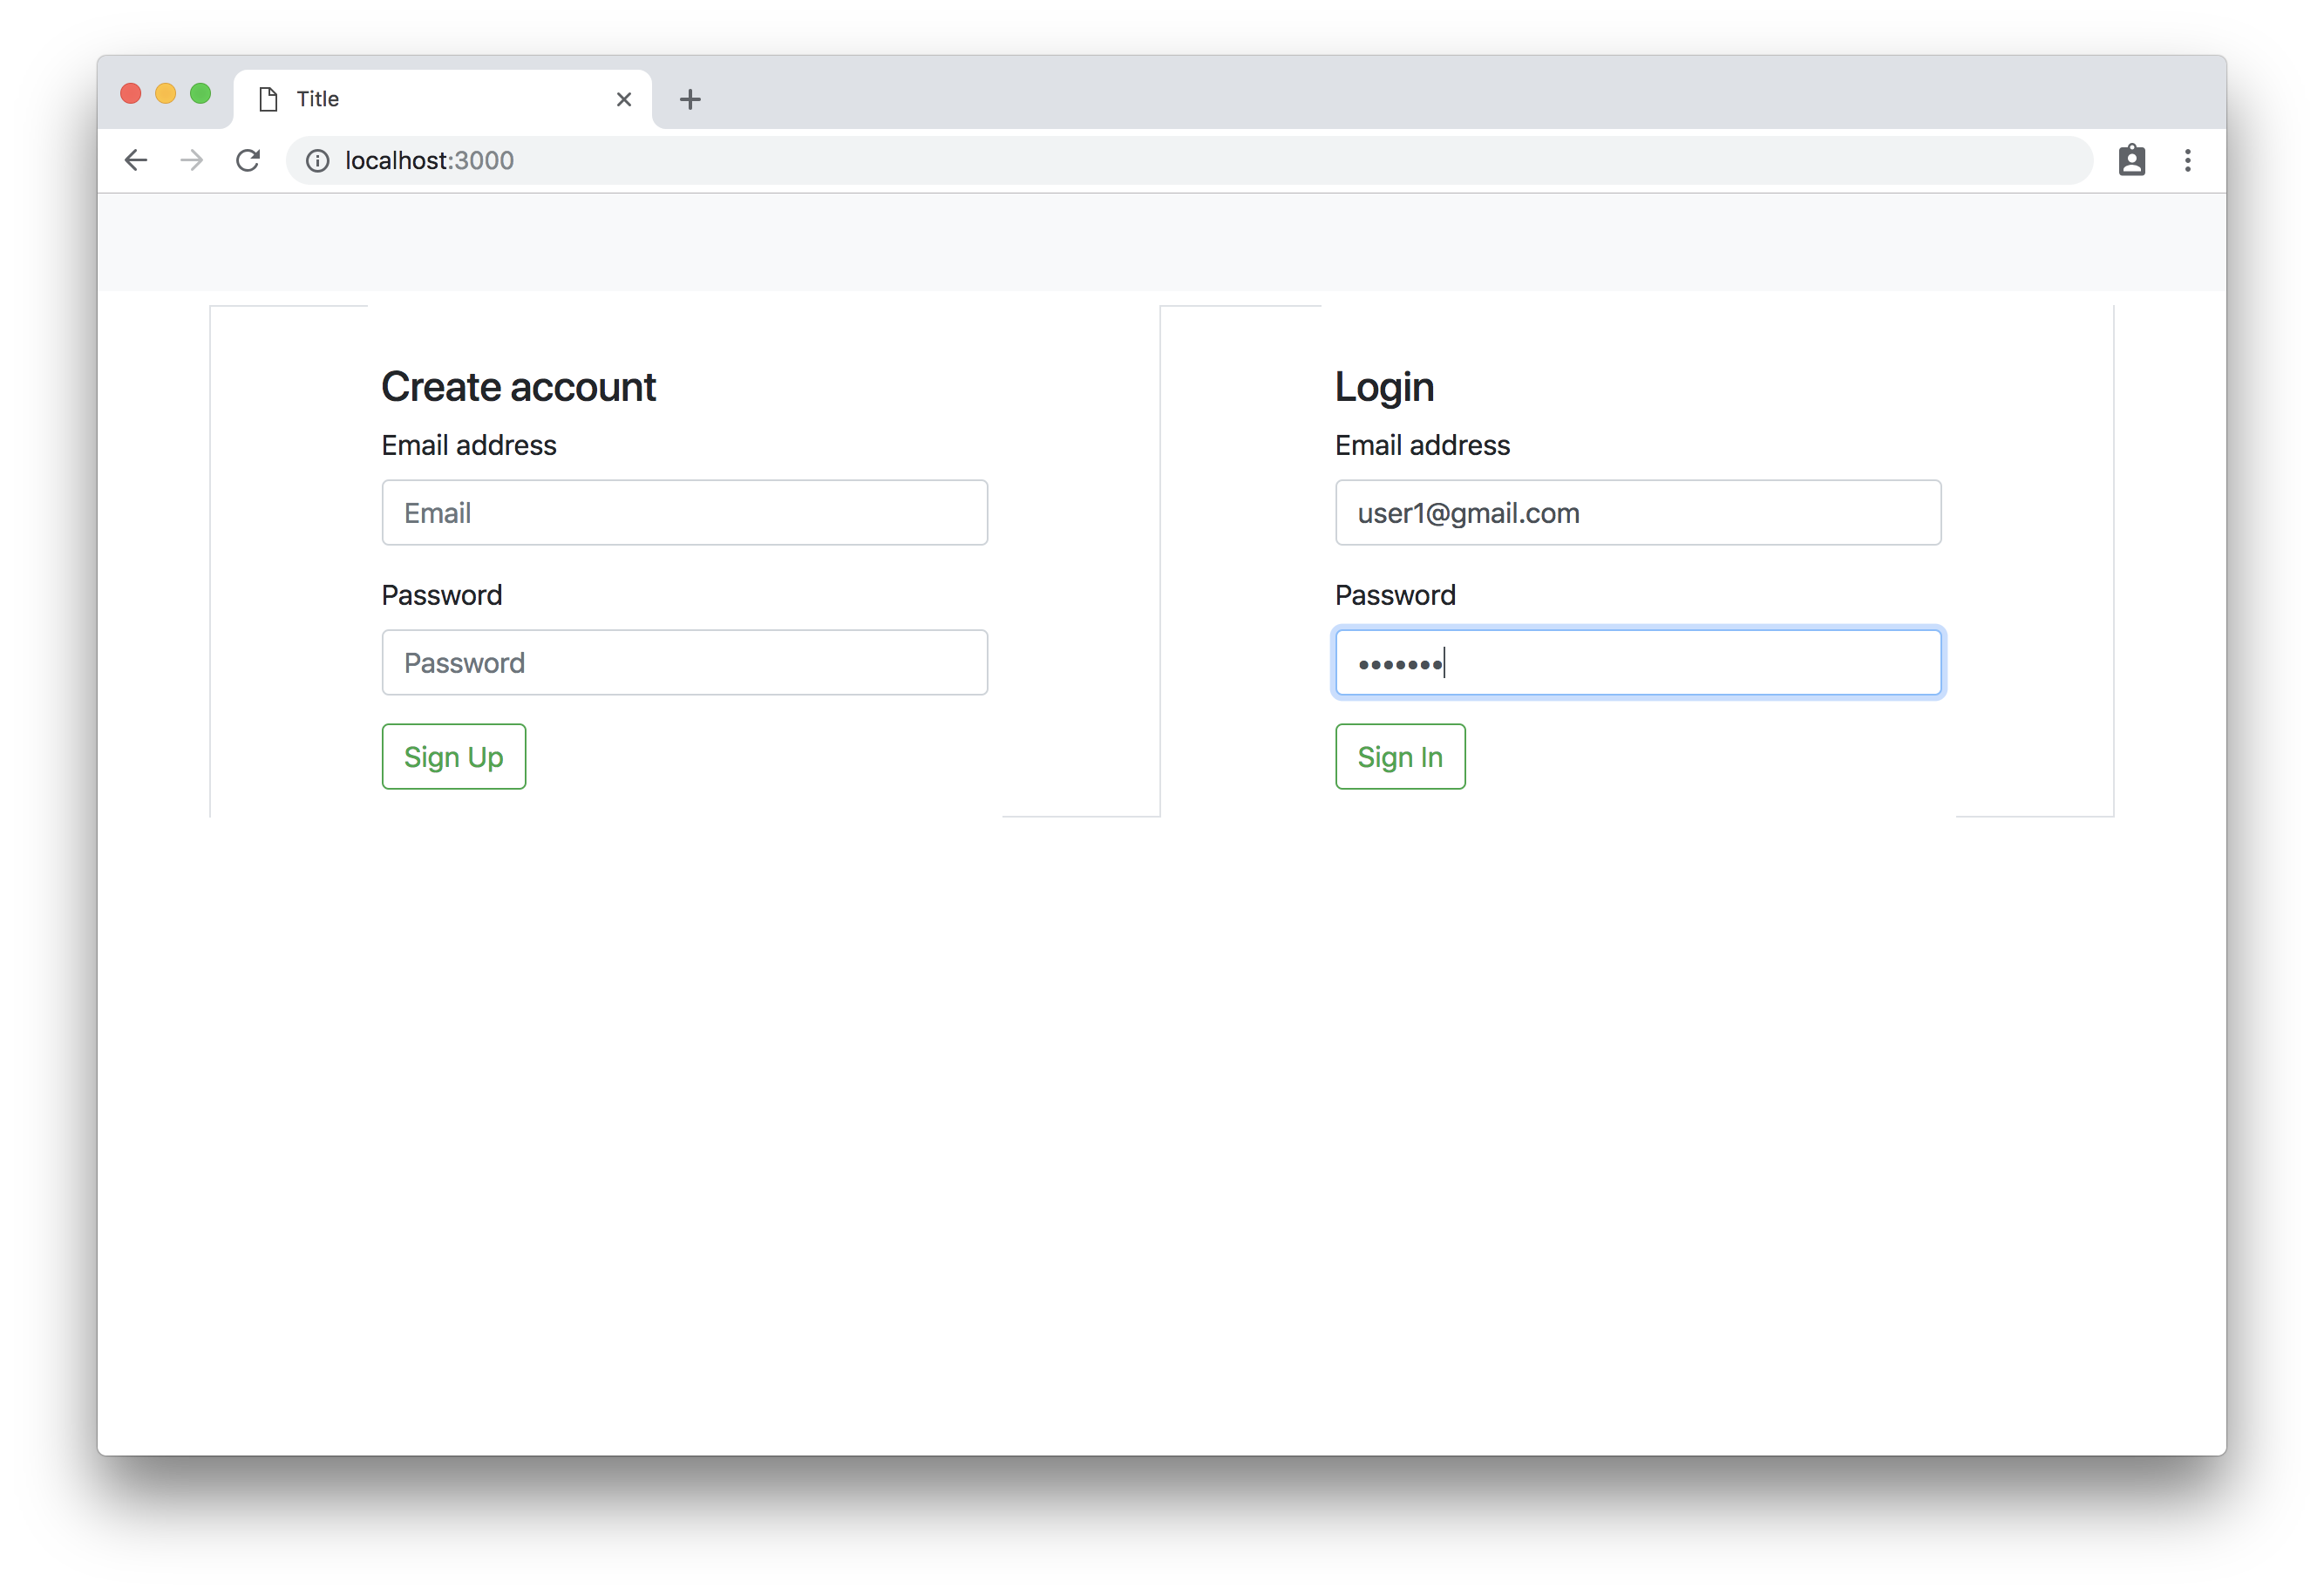 Title
localhost:3000
Create account
Email address
Email
Password
Password
Sign Up
Login
Email address
user1@gmail.com
Password
•••••••
Sign In